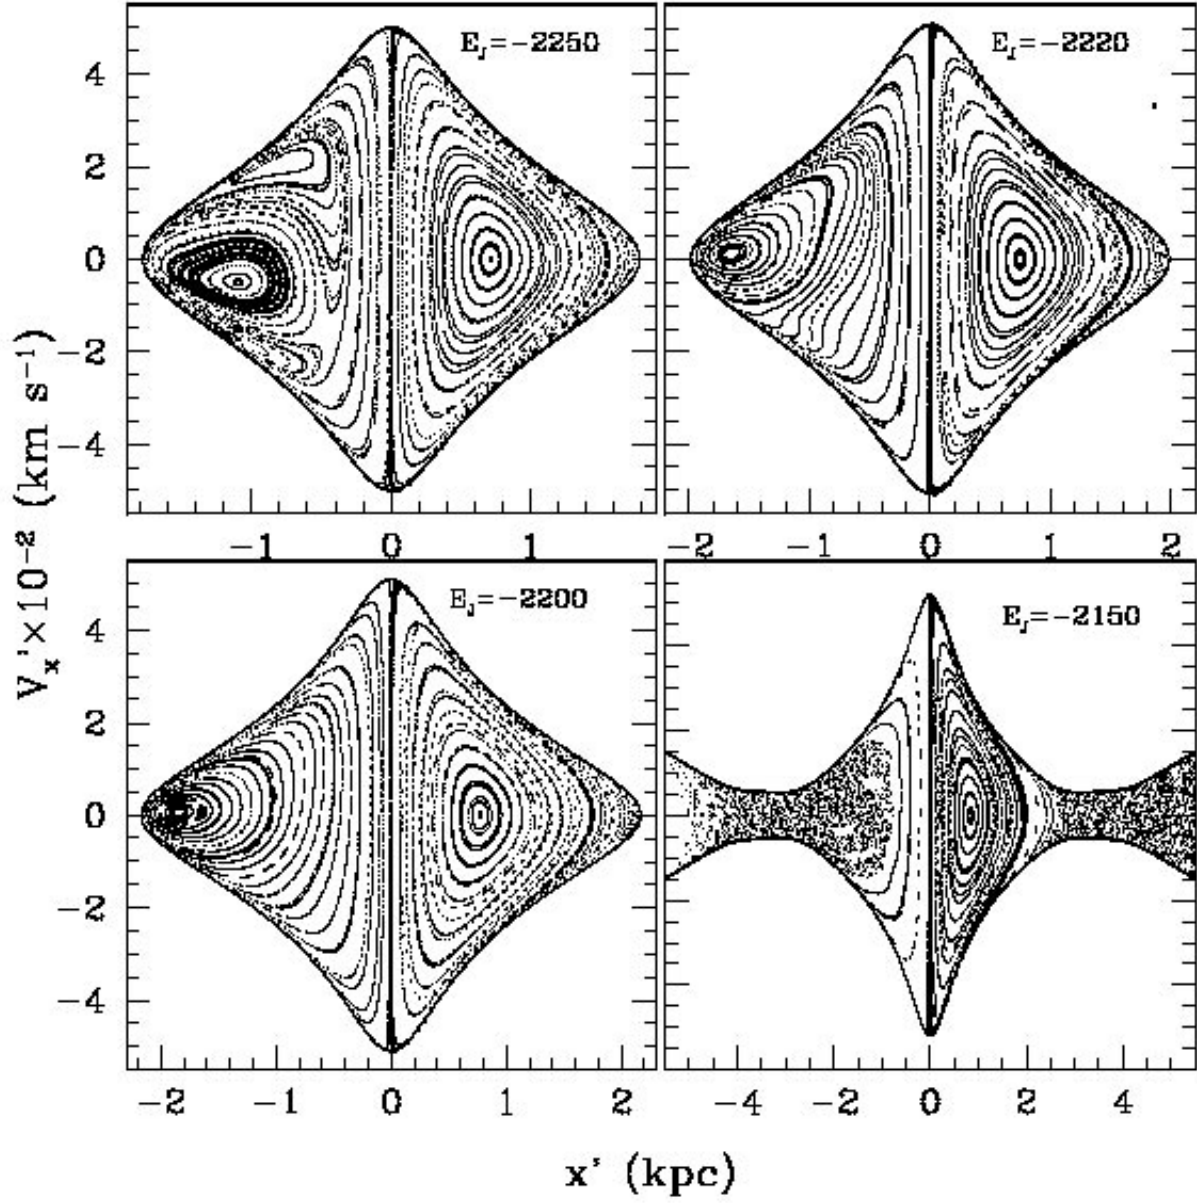 E_J=-2250
E_J=-2220
4
2
0
-2
-4
-1 0 1
-2 -1 0 1 2
E_J=-2200
E_J=-2150
4
2
0
-2
-4
-2 -1 0 1 2
-4 -2 0 2 4
V_x'×10⁻² (km s⁻¹)
x' (kpc)